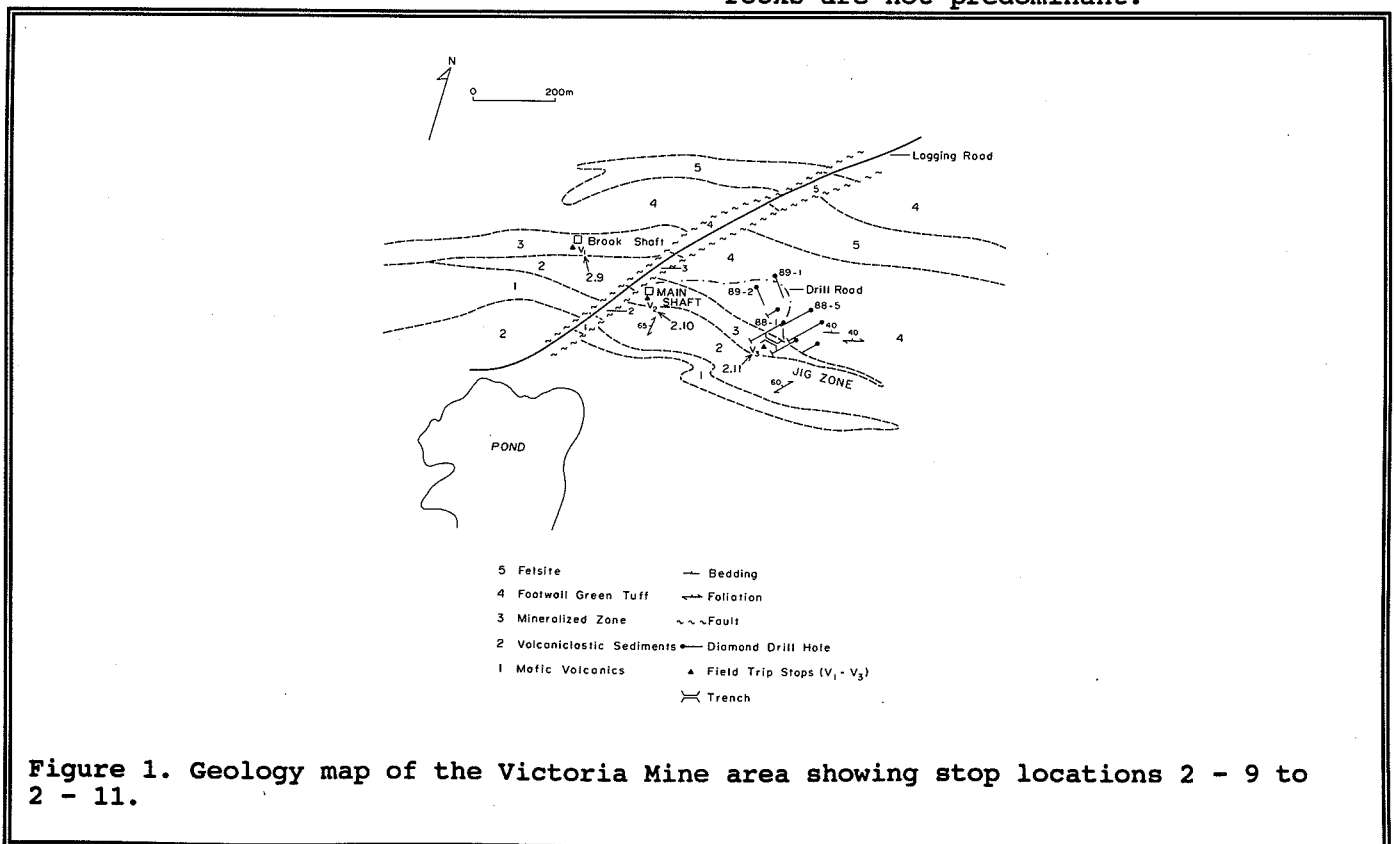 rocks are not predominant.
N
0 200m
Logging Road
5
4
5
4
4
3
Brook Shaft
V1
4
5
2
2.9
3
89-1
1
MAIN
SHAFT
89-2
Drill Road
V2
88-5
2
2
65
2.10
3
88-1
40
40
4
1
2
V3
2.11
JIG ZONE
1
60
POND
5 Felsite
Bedding
4 Footwall Green Tuff
Foliation
3 Mineralized Zone
Fault
2 Volcaniclastic Sediments
Diamond Drill Hole
1 Mafic Volcanics
Field Trip Stops (V1 - V3)
Trench
Figure 1. Geology map of the Victoria Mine area showing stop locations 2 - 9 to
2 - 11.